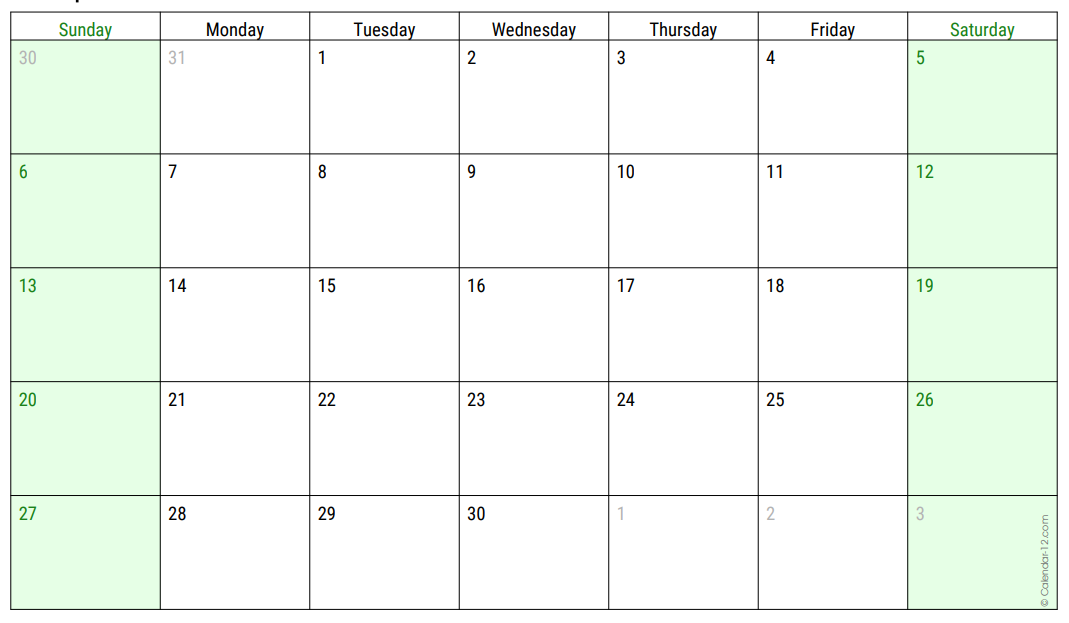 Sunday Monday Tuesday Wednesday Thursday Friday Saturday
30 31 1 2 3 4 5
6 7 8 9 10 11 12
13 14 15 16 17 18 19
20 21 22 23 24 25 26
27 28 29 30 1 2 3
© Calendar-12.com